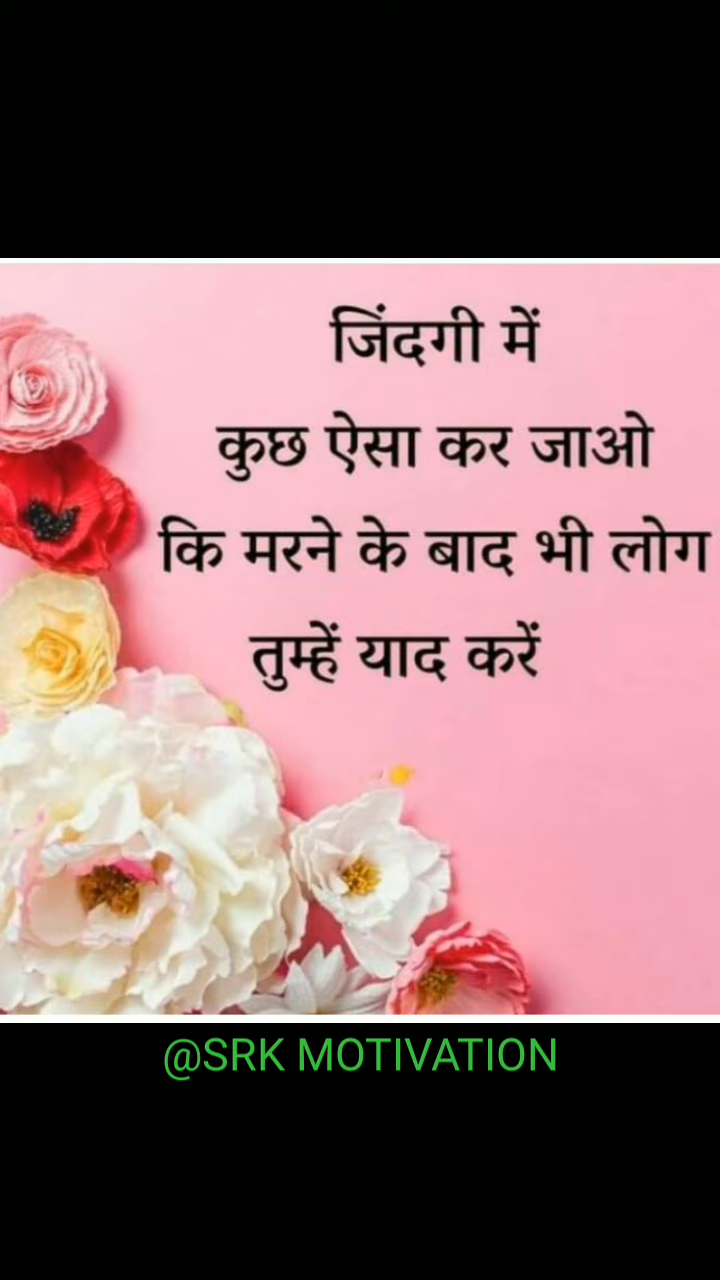 जिंदगी में
कुछ ऐसा कर जाओ
कि मरने के बाद भी लोग
तुम्हें याद करें
@SRK MOTIVATION